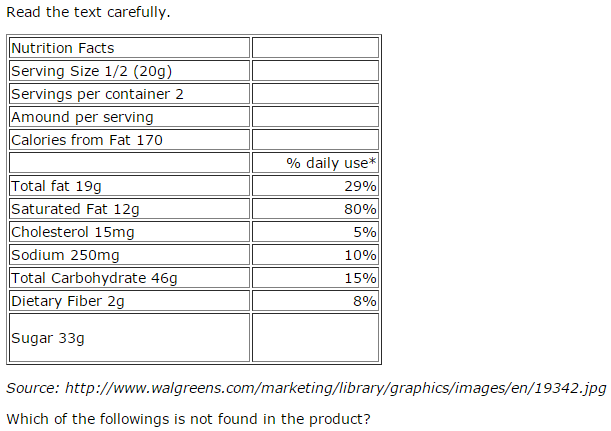 Read the text carefully.
Nutrition Facts
Serving Size 1/2 (20g)
Servings per container 2
Amound per serving
Calories from Fat 170
% daily use*
Total fat 19g 29%
Saturated Fat 12g 80%
Cholesterol 15mg 5%
Sodium 250mg 10%
Total Carbohydrate 46g 15%
Dietary Fiber 2g 8%
Sugar 33g
Source: http://www.walgreens.com/marketing/library/graphics/images/en/19342.jpg
Which of the followings is not found in the product?